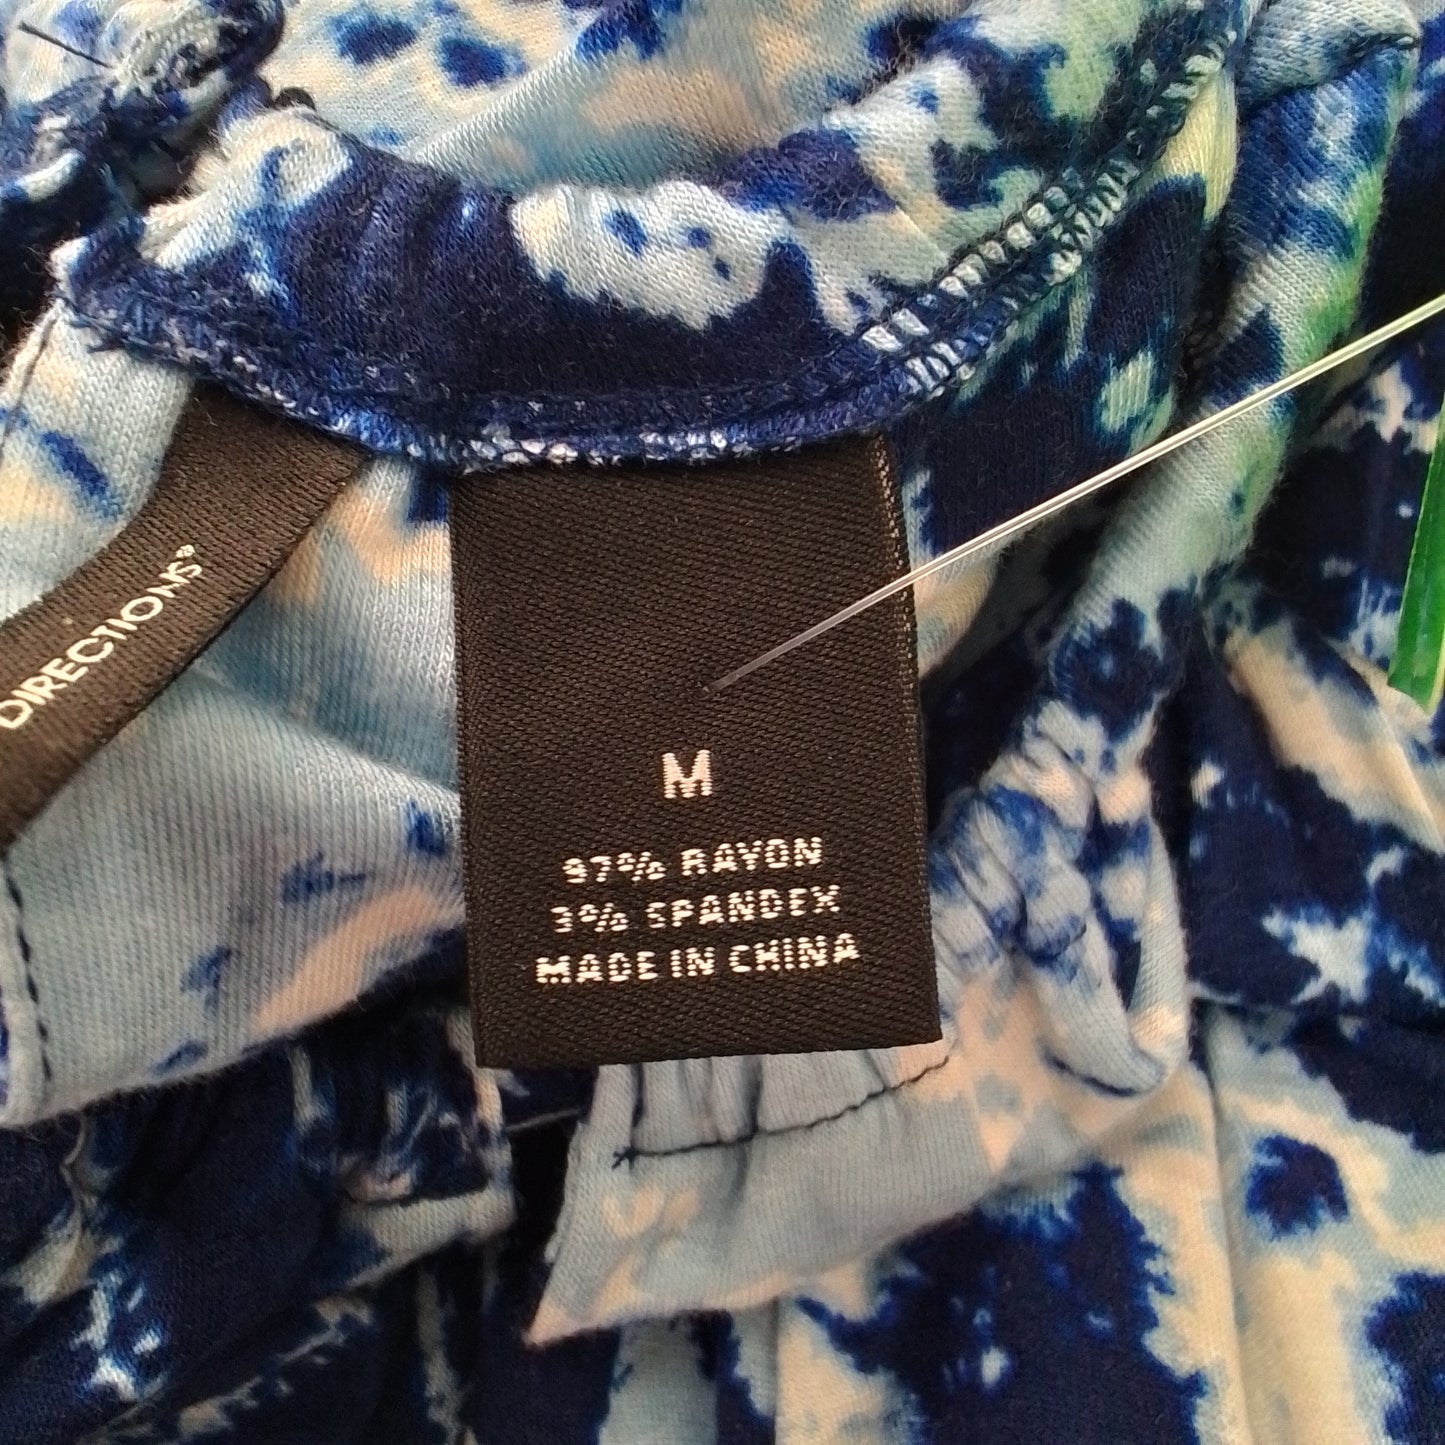 DIRECTIONS®
M
97% RAYON
3% SPANDEX
MADE IN CHINA